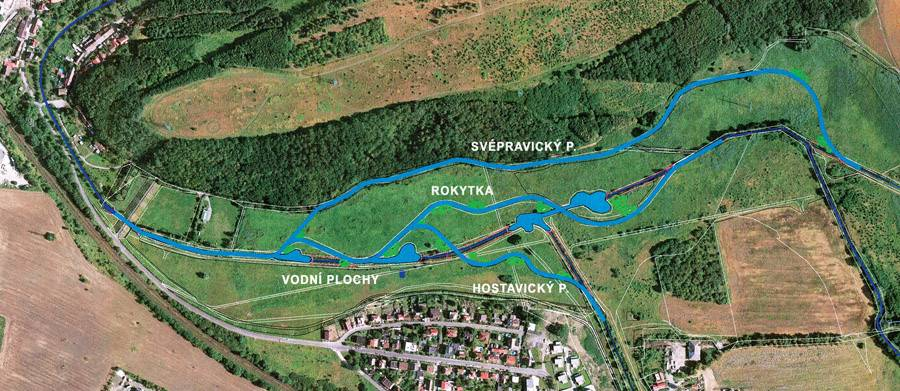 SVÉPRAVICKÝ P.
ROKYTKA
VODNÍ PLOCHY
HOSTAVICKÝ P.